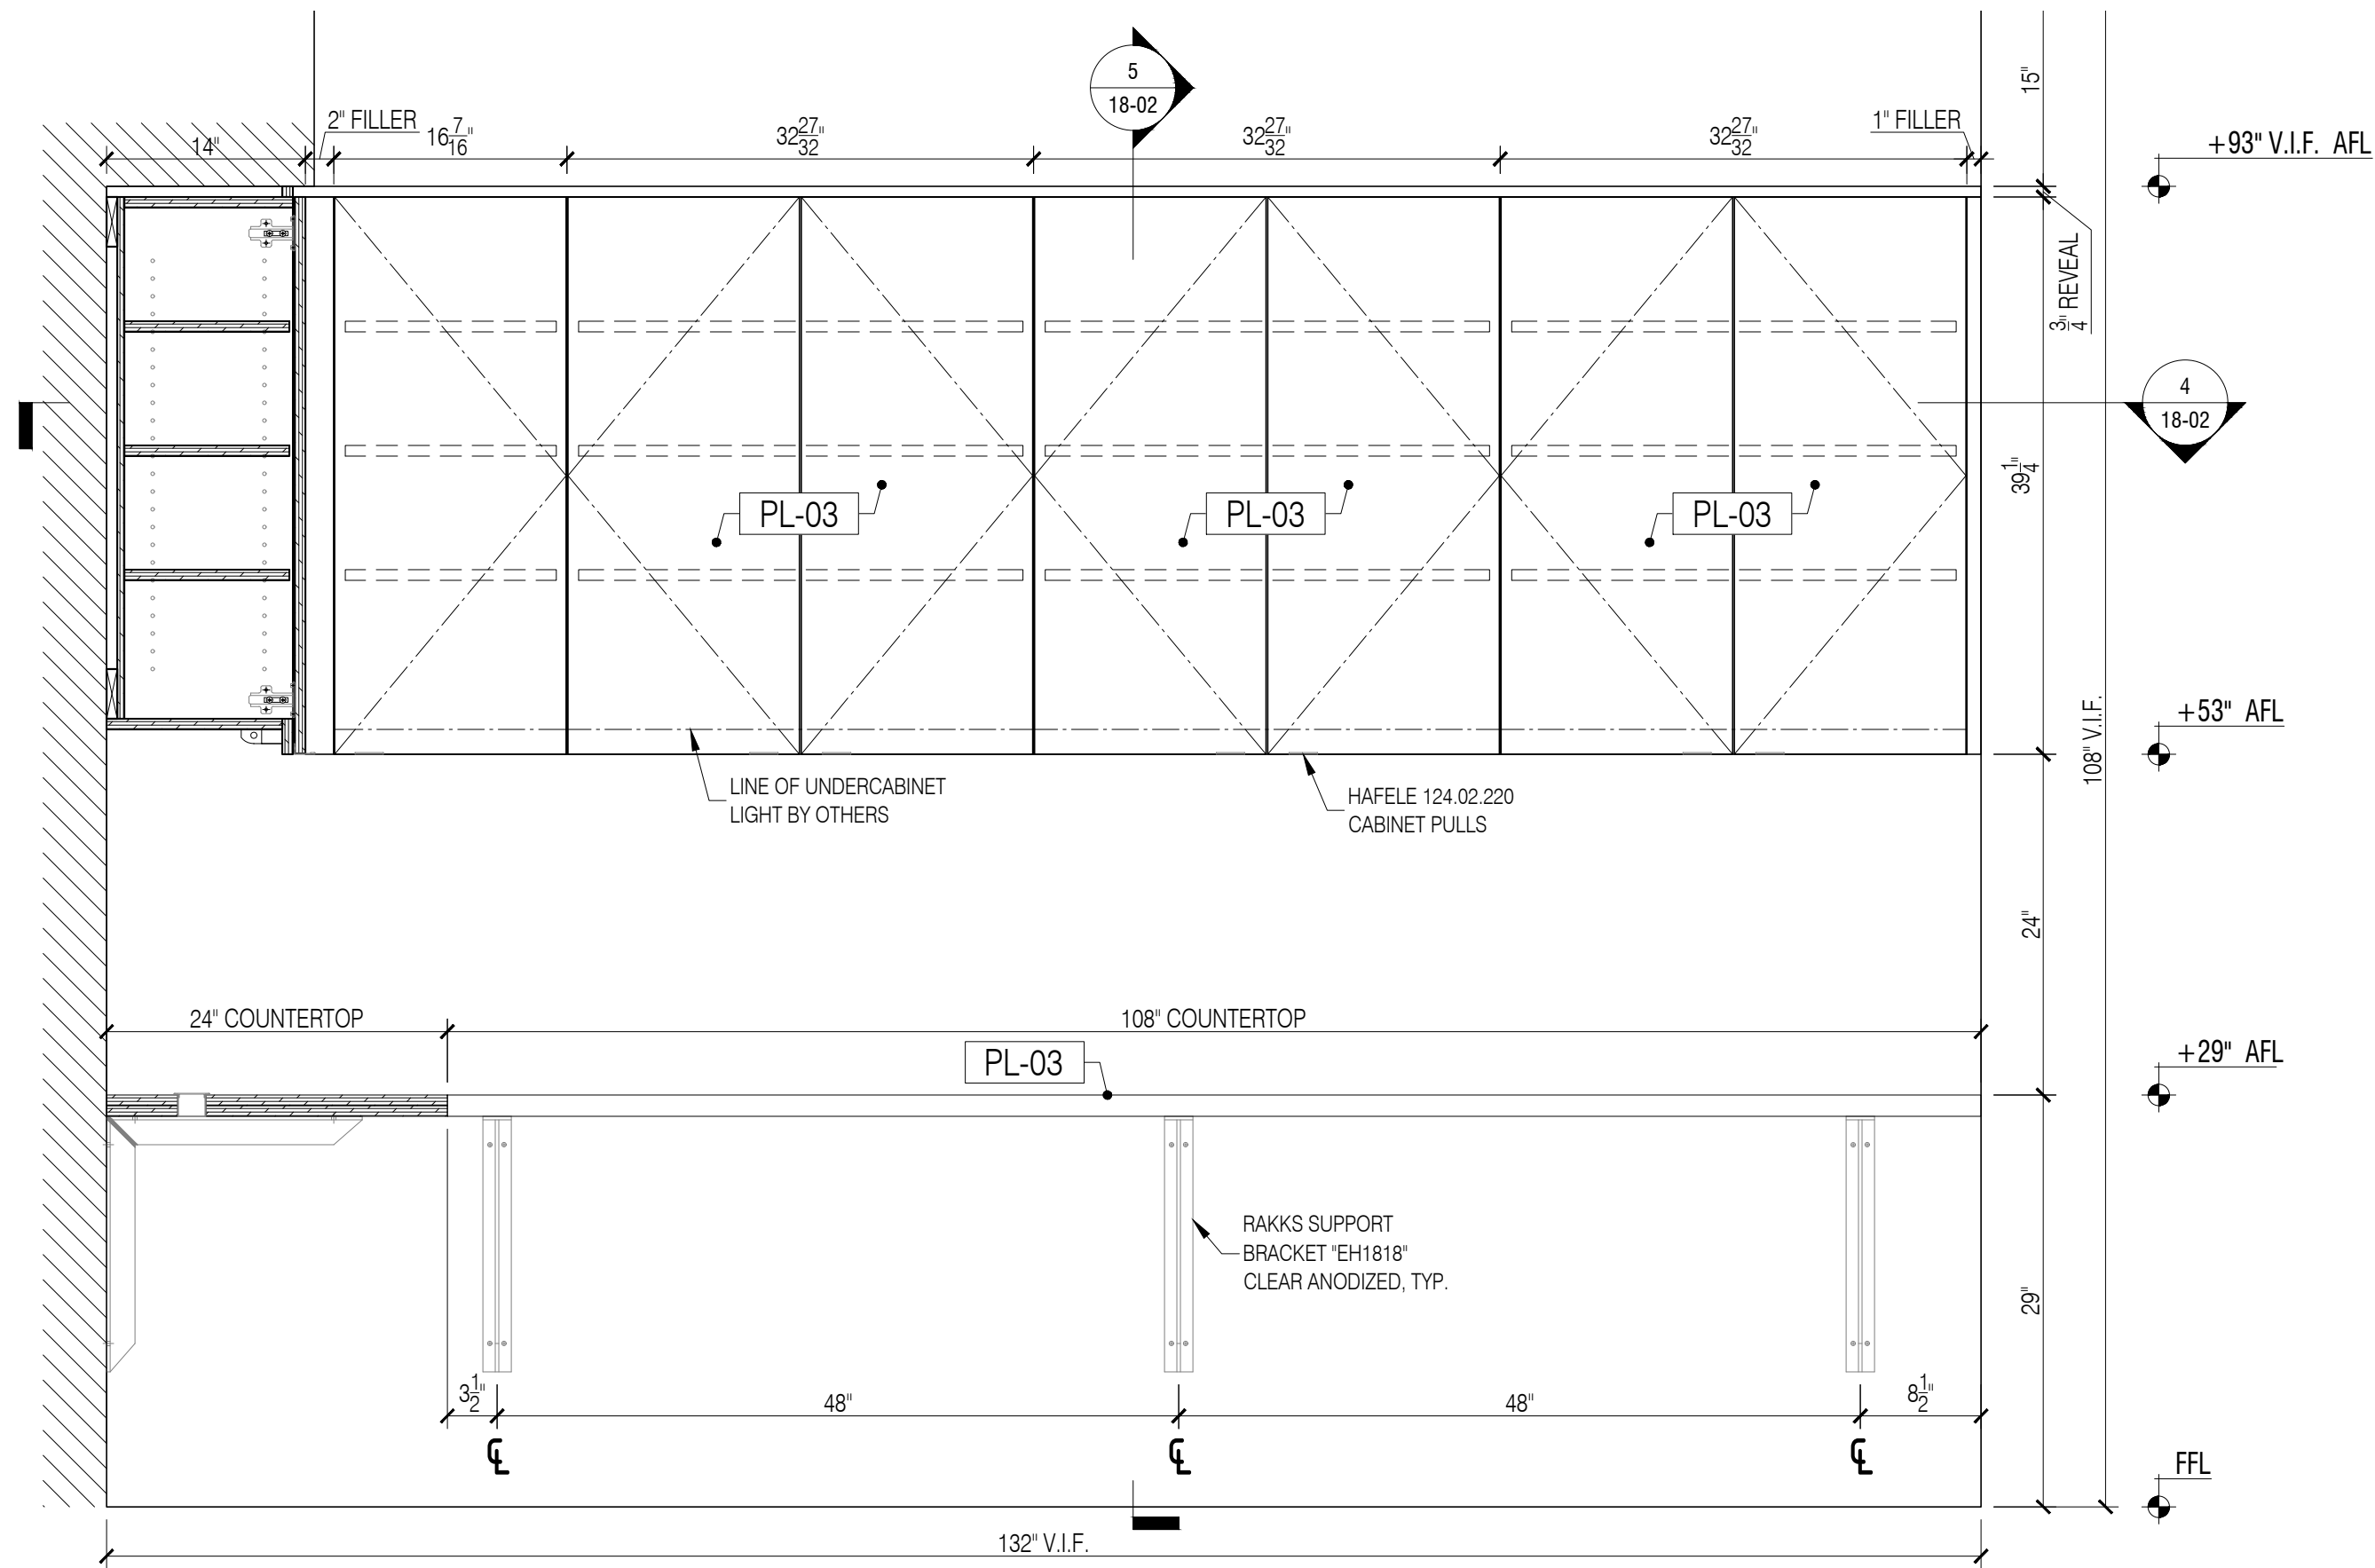 5
18-02
15"
2" FILLER
1" FILLER
14"
16 7/16"
32 27/32"
32 27/32"
32 27/32"
+93" V.I.F. AFL
3/4" REVEAL
4
18-02
39 1/4"
PL-03
PL-03
PL-03
108" V.I.F.
+53" AFL
LINE OF UNDERCABINET
LIGHT BY OTHERS
HAFELE 124.02.220
CABINET PULLS
24"
24" COUNTERTOP
108" COUNTERTOP
PL-03
+29" AFL
RAKKS SUPPORT
BRACKET "EH1818"
CLEAR ANODIZED, TYP.
29"
3 1/2"
48"
48"
8 1/2"
℄
℄
℄
FFL
132" V.I.F.